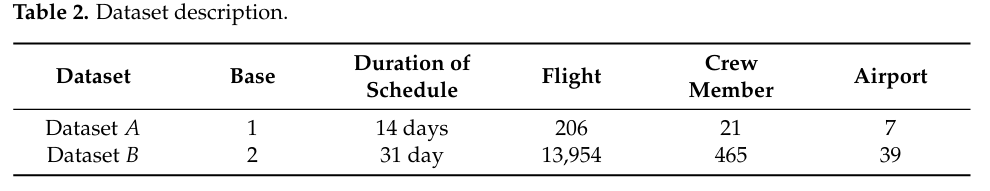 Table 2. Dataset description.
Dataset Base Duration of Schedule Flight Crew Member Airport
Dataset A 1 14 days 206 21 7
Dataset B 2 31 day 13,954 465 39